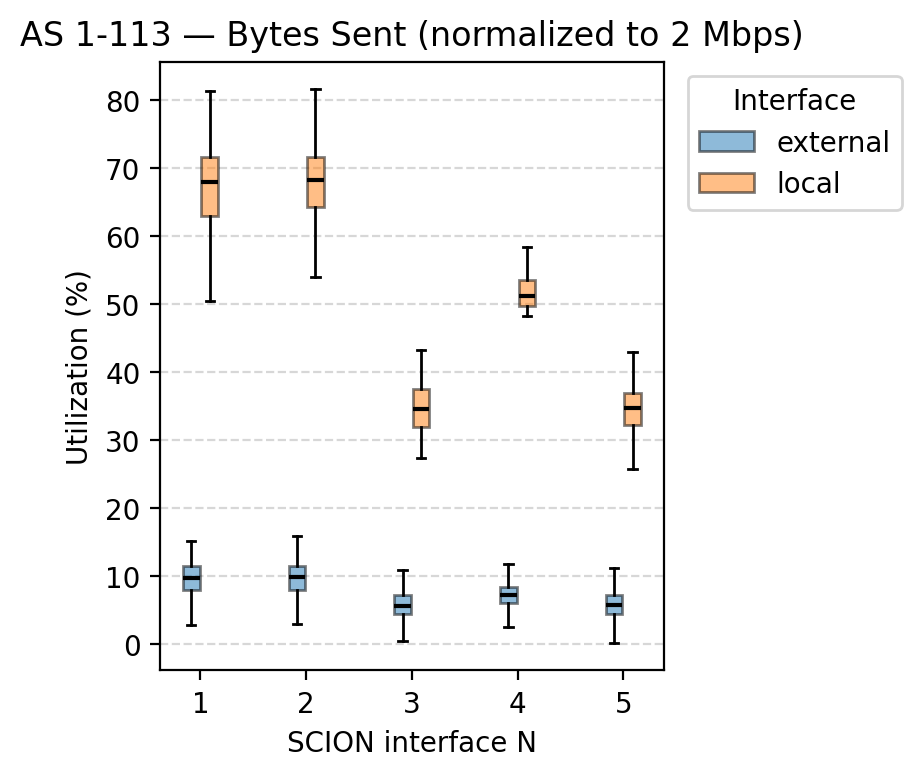 AS 1-113 — Bytes Sent (normalized to 2 Mbps)
Interface
external
local
Utilization (%)
80
70
60
50
40
30
20
10
0
1 2 3 4 5
SCION interface N